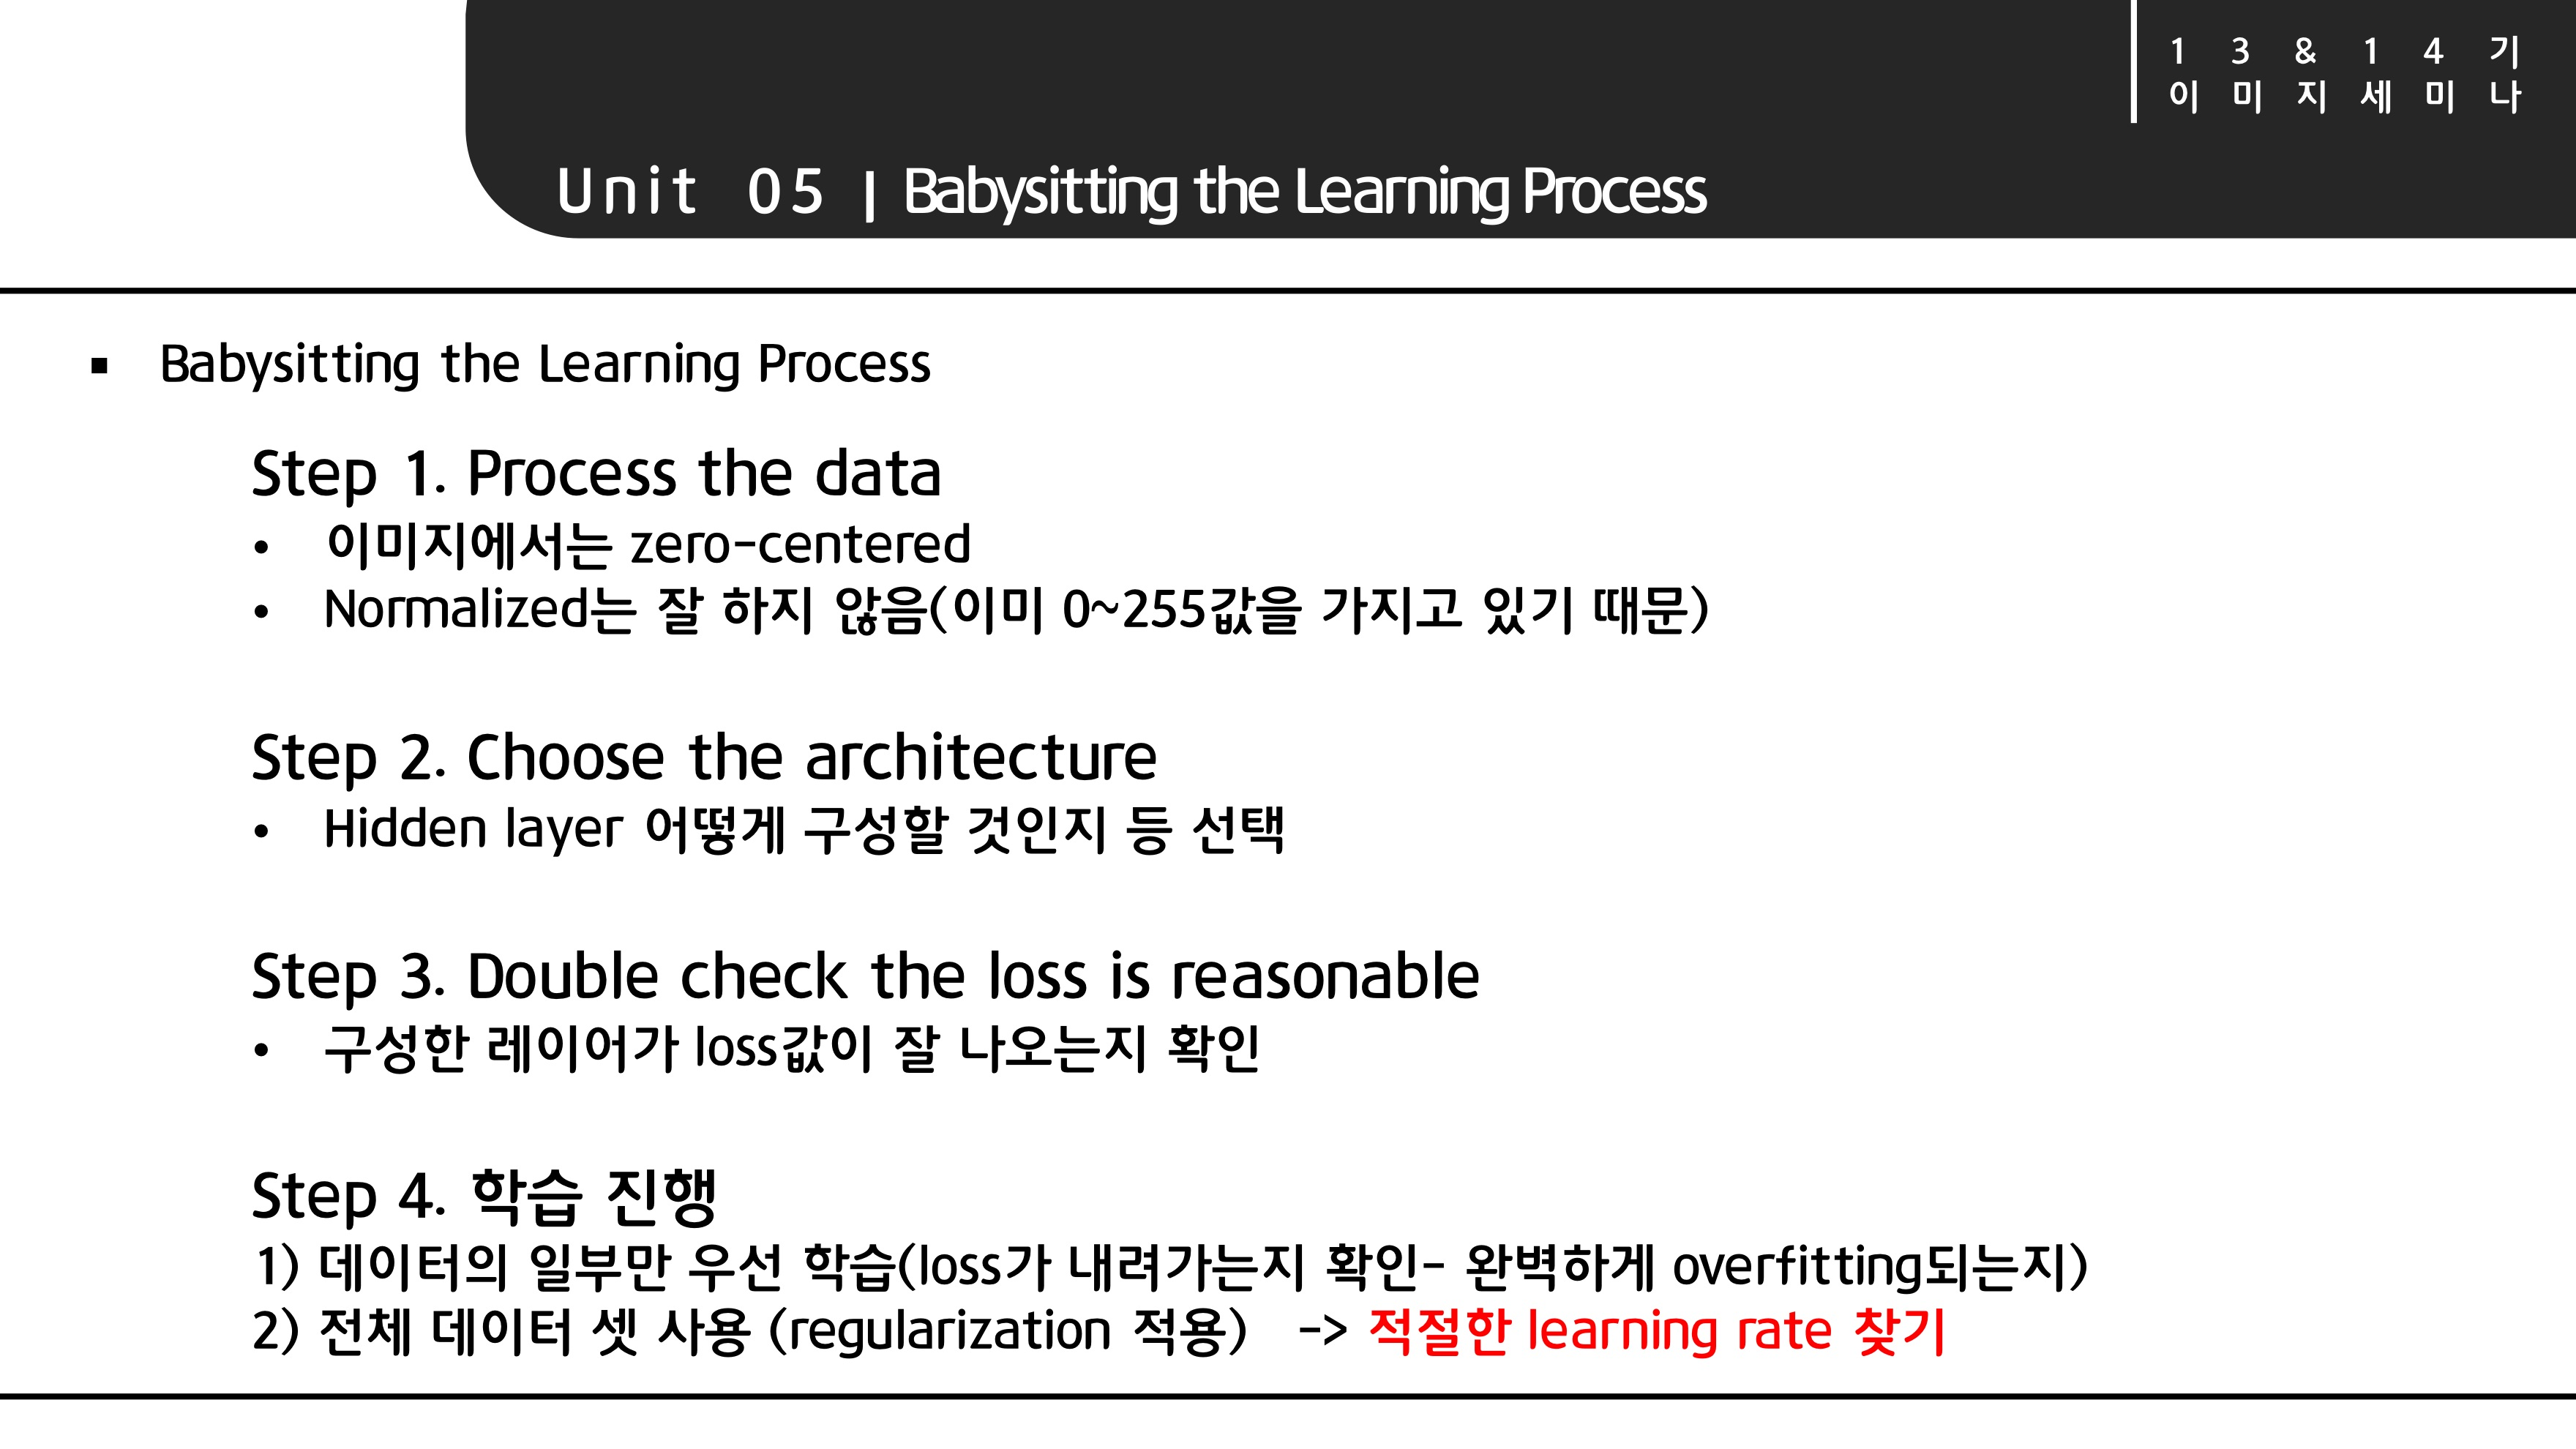 1 3 & 1 4 기
이 미 지 세 미 나
Unit 05 | Babysitting the Learning Process
▪ Babysitting the Learning Process
Step 1. Process the data
• 이미지에서는 zero-centered
• Normalized는 잘 하지 않음(이미 0~255값을 가지고 있기 때문)
Step 2. Choose the architecture
• Hidden layer 어떻게 구성할 것인지 등 선택
Step 3. Double check the loss is reasonable
• 구성한 레이어가 loss값이 잘 나오는지 확인
Step 4. 학습 진행
1) 데이터의 일부만 우선 학습(loss가 내려가는지 확인- 완벽하게 overfitting되는지)
2) 전체 데이터 셋 사용 (regularization 적용) -> 적절한 learning rate 찾기